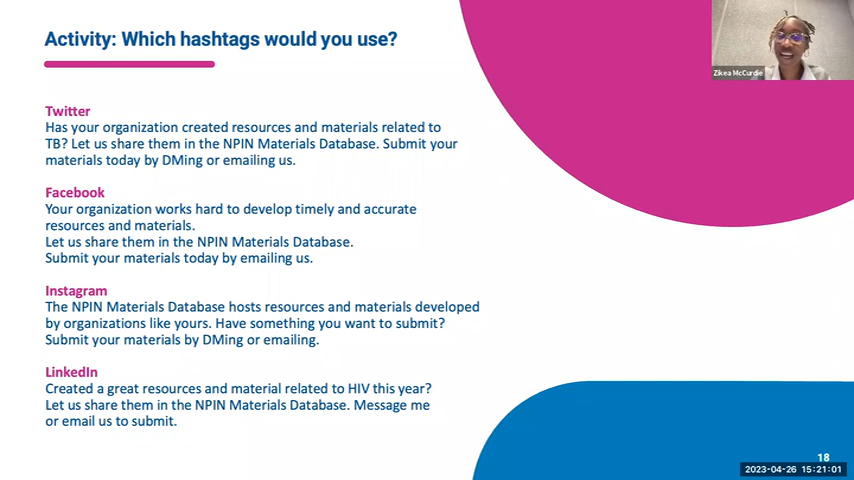 Activity: Which hashtags would you use?
Zikea McCurdie
Twitter
Has your organization created resources and materials related to
TB? Let us share them in the NPIN Materials Database. Submit your
materials today by DMing or emailing us.
Facebook
Your organization works hard to develop timely and accurate
resources and materials.
Let us share them in the NPIN Materials Database.
Submit your materials today by emailing us.
Instagram
The NPIN Materials Database hosts resources and materials developed
by organizations like yours. Have something you want to submit?
Submit your materials by DMing or emailing.
LinkedIn
Created a great resources and material related to HIV this year?
Let us share them in the NPIN Materials Database. Message me
or email us to submit.
18
2023-04-26 15:21:01